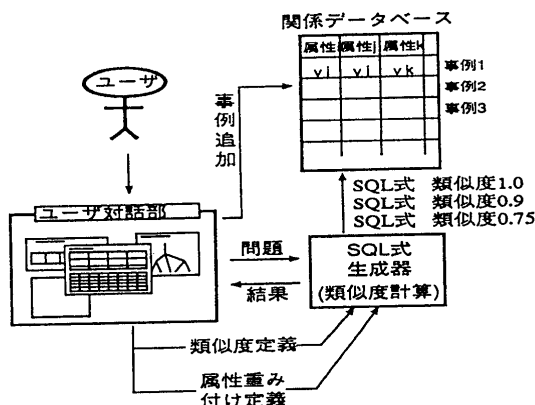 関係データベース
属性i 属性j 属性k
vi vj vk
事例1
事例2
事例3
ユーザ
事例追加
SQL式 類似度1.0
SQL式 類似度0.9
SQL式 類似度0.75
ユーザ対話部
問題
結果
SQL式
生成器
(類似度計算)
類似度定義
属性重み
付け定義